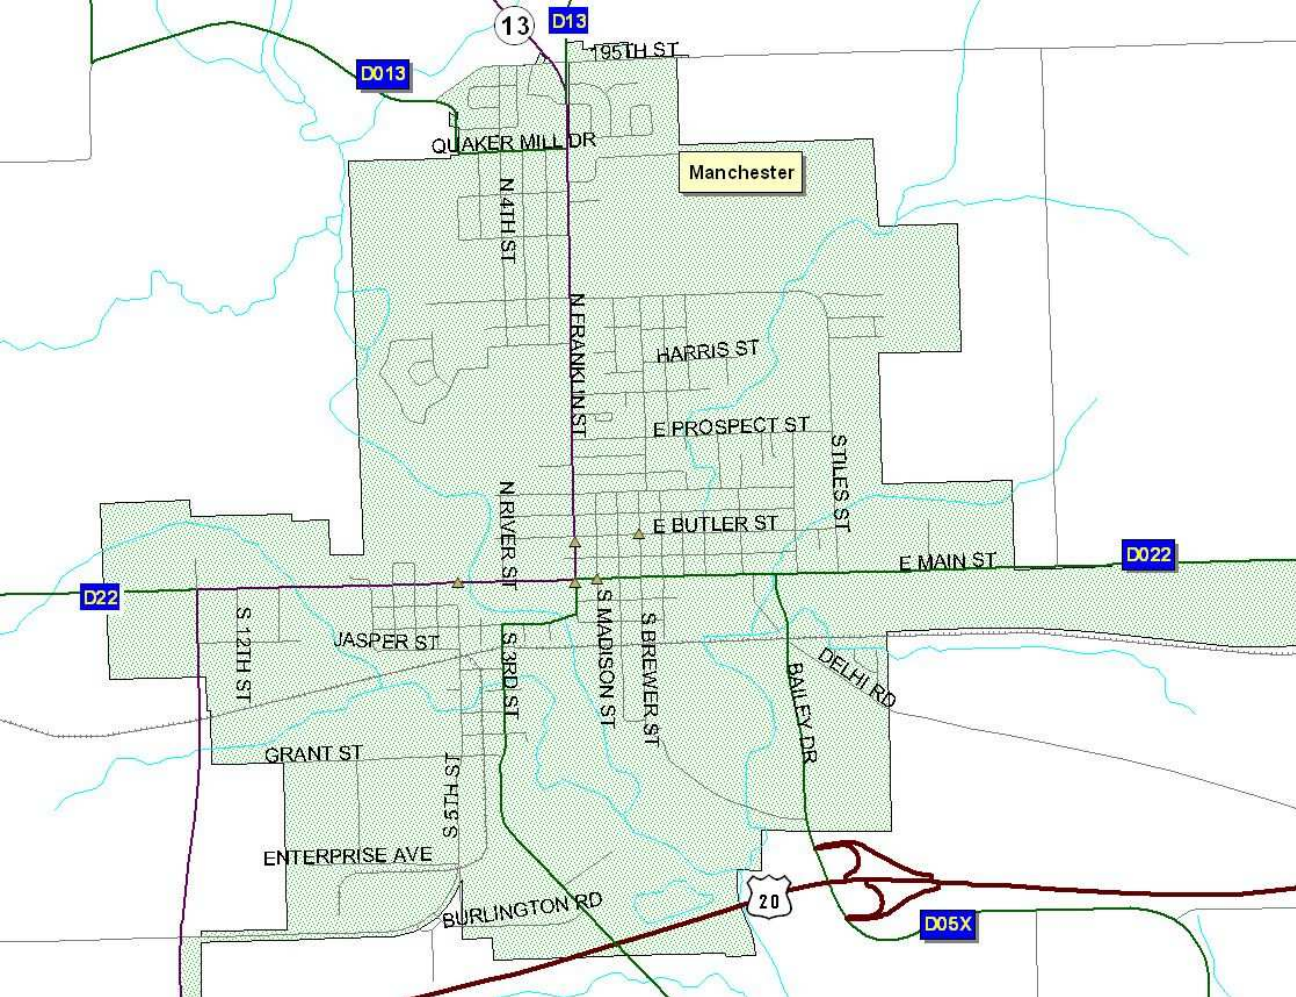 13
D13
195TH ST
D013
QUAKER MILL DR
Manchester
N 4TH ST
N FRANKLIN ST
HARRIS ST
E PROSPECT ST
STILES ST
N RIVER ST
E BUTLER ST
E MAIN ST
D022
D22
S 12TH ST
JASPER ST
S 3RD ST
S MADISON ST
S BREWER ST
BAILEY DR
DELHI RD
GRANT ST
S 5TH ST
ENTERPRISE AVE
BURLINGTON RD
20
D05X